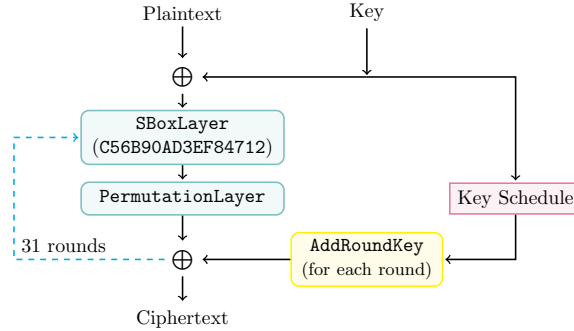 Plaintext
Key
SBoxLayer
(C56B90AD3EF84712)
PermutationLayer
Key Schedule
31 rounds
AddRoundKey
(for each round)
Ciphertext